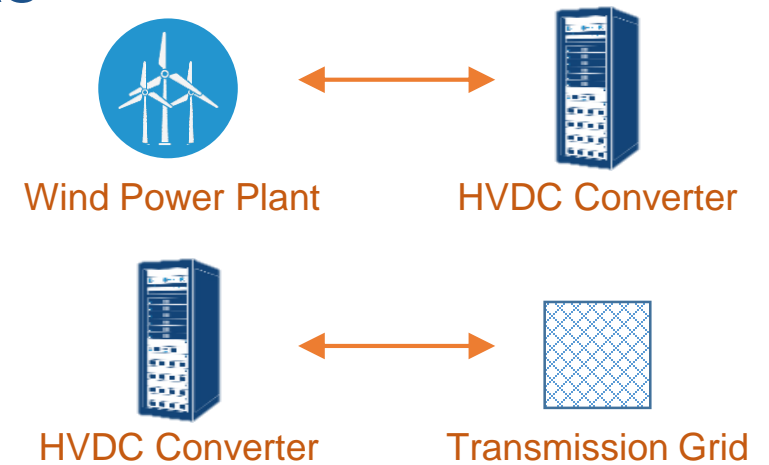 Wind Power Plant
HVDC Converter
HVDC Converter
Transmission Grid